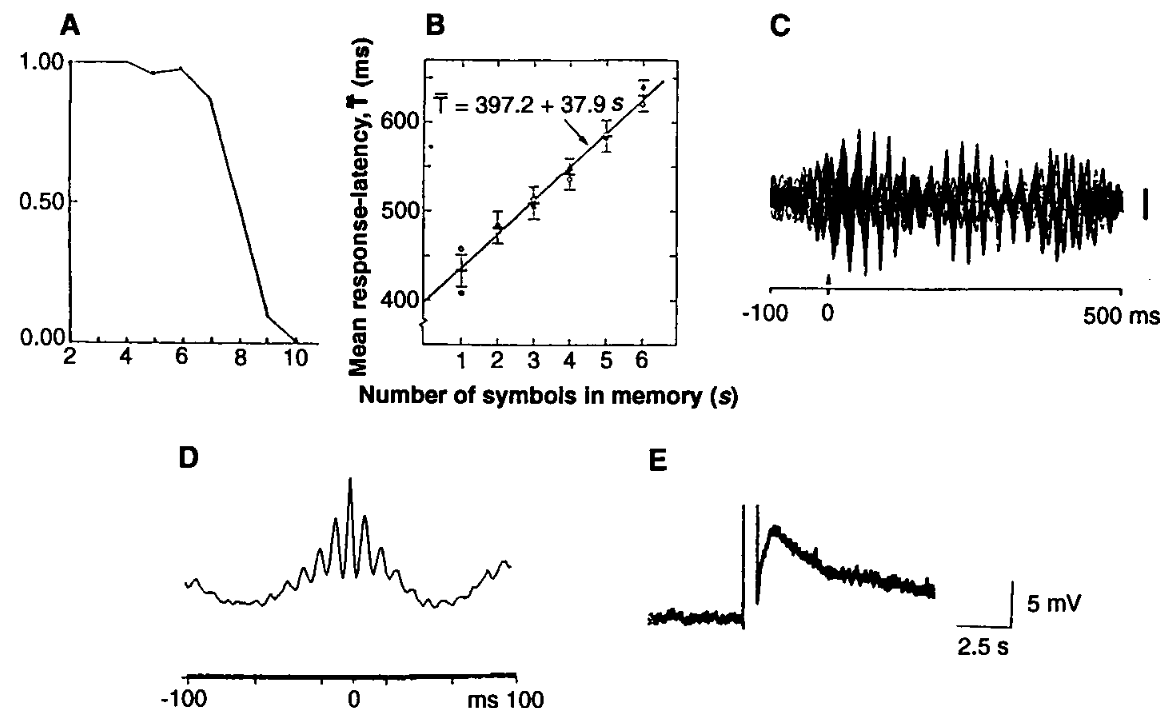 A
1.00
0.50
0.00
2 4 6 8 10
B
Mean response-latency, T̄ (ms)
T̄ = 397.2 + 37.9 s
600
500
400
1 2 3 4 5 6
Number of symbols in memory (s)
C
-100 0 500 ms
D
-100 0 ms 100
E
5 mV
2.5 s